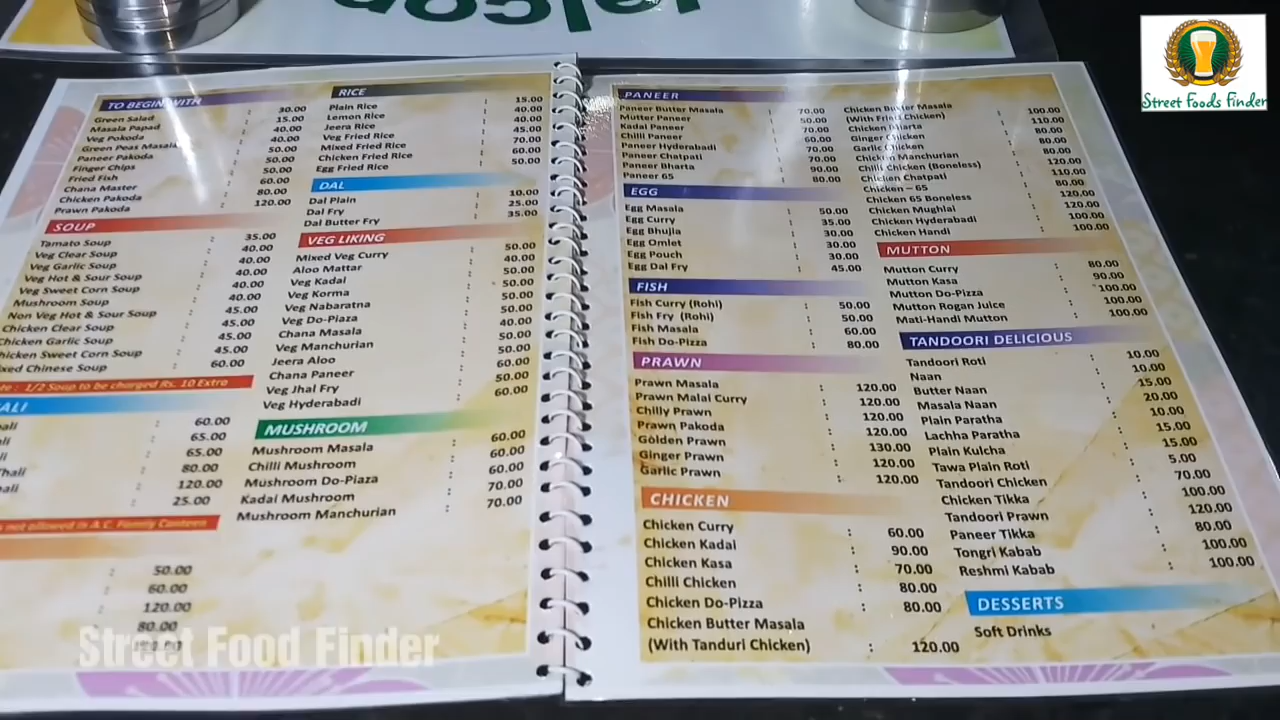 Street Foods Finder
TO BEGIN WITH
Green Salad : 30.00
Masala Papad : 15.00
Veg Pokoda : 40.00
Green Peas Masala : 40.00
Paneer Pakoda : 50.00
Finger Chips : 50.00
Fried Fish : 60.00
Chana Master : 80.00
Chicken Pakoda : 120.00
Prawn Pakoda
SOUP
Tamato Soup : 35.00
Veg Clear Soup : 40.00
Veg Garlic Soup : 40.00
Veg Hot & Sour Soup : 40.00
Veg Sweet Corn Soup : 40.00
Mushroom Soup : 40.00
Non Veg Hot & Sour Soup : 45.00
Chicken Clear Soup : 45.00
Chicken Garlic Soup : 45.00
hicken Sweet Corn Soup : 45.00
ixed Chinese Soup : 60.00
te : 1/2 Soup to be charged Rs. 10 Extro
ALI
ali : 60.00
ali : 65.00
li : 65.00
Thali : 80.00
ali : 120.00
: 25.00
s not allowed in A.C. Family Canteen
: 50.00
: 60.00
: 120.00
: 80.00
RICE
Plain Rice : 15.00
Lemon Rice : 40.00
Jeera Rice : 40.00
Veg Fried Rice : 45.00
Mixed Fried Rice : 70.00
Chicken Fried Rice : 60.00
Egg Fried Rice : 50.00
DAL
Dal Plain : 10.00
Dal Fry : 25.00
Dal Butter Fry : 35.00
VEG LIKING
Mixed Veg Curry : 50.00
Aloo Mattar : 40.00
Veg Kadai : 50.00
Veg Korma : 50.00
Veg Nabaratna : 50.00
Veg Do-Piaza : 50.00
Chana Masala : 40.00
Veg Manchurian : 50.00
Jeera Aloo : 50.00
Chana Paneer : 60.00
Veg Jhal Fry : 50.00
Veg Hyderabadi : 60.00
MUSHROOM
Mushroom Masala : 60.00
Chilli Mushroom : 60.00
Mushroom Do-Piaza : 60.00
Kadai Mushroom : 70.00
Mushroom Manchurian : 70.00
PANEER
Paneer Butter Masala : 70.00
Mutter Paneer : 50.00
Kadai Paneer : 70.00
Chilli Paneer : 60.00
Paneer Hyderabadi : 70.00
Paneer Chatpati : 70.00
Paneer Bharta : 90.00
Paneer 65 : 80.00
EGG
Egg Masala : 50.00
Egg Curry : 35.00
Egg Bhujia : 30.00
Egg Omlet : 30.00
Egg Pouch : 30.00
Egg Dal Fry : 45.00
FISH
Fish Curry (Rohi) : 50.00
Fish Fry (Rohi) : 50.00
Fish Masala : 60.00
Fish Do-Pizza : 80.00
PRAWN
Prawn Masala : 120.00
Prawn Malai Curry : 120.00
Chilly Prawn : 120.00
Prawn Pakoda : 120.00
Golden Prawn : 130.00
Ginger Prawn : 120.00
Garlic Prawn : 120.00
CHICKEN
Chicken Curry : 60.00
Chicken Kadai : 90.00
Chicken Kasa : 70.00
Chilli Chicken : 80.00
Chicken Do-Pizza : 80.00
Chicken Butter Masala
(With Tanduri Chicken) : 120.00
Chicken Butter Masala
(With Fried Chicken) : 100.00
Chicken Bharta : 110.00
Ginger Chicken : 80.00
Garlic Chicken : 80.00
Chicken Manchurian : 80.00
Chilli Chicken (Boneless) : 120.00
Chicken Chatpati : 110.00
Chicken – 65 : 80.00
Chicken 65 Boneless : 120.00
Chicken Mughlai : 120.00
Chicken Hyderabadi : 100.00
Chicken Handi : 100.00
MUTTON
Mutton Curry : 80.00
Mutton Kasa : 90.00
Mutton Do-Pizza : 100.00
Mutton Rogan Juice : 100.00
Mati-Handi Mutton : 100.00
TANDOORI DELICIOUS
Tandoori Roti : 10.00
Naan : 10.00
Butter Naan : 15.00
Masala Naan : 20.00
Plain Paratha : 10.00
Lachha Paratha : 15.00
Plain Kulcha : 15.00
Tawa Plain Roti : 5.00
Tandoori Chicken : 70.00
Chicken Tikka : 100.00
Tandoori Prawn : 120.00
Paneer Tikka : 80.00
Tongri Kabab : 100.00
Reshmi Kabab : 100.00
DESSERTS
Soft Drinks
Street Food Finder